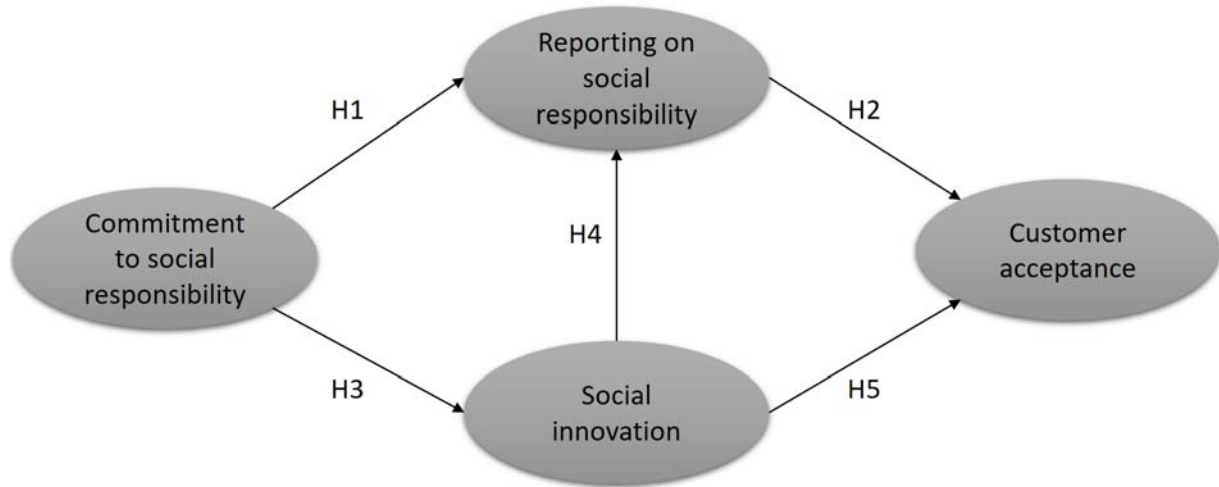 Reporting on
social
responsibility
H1
H2
Commitment
to social
responsibility
H4
Customer
acceptance
H3
Social
innovation
H5